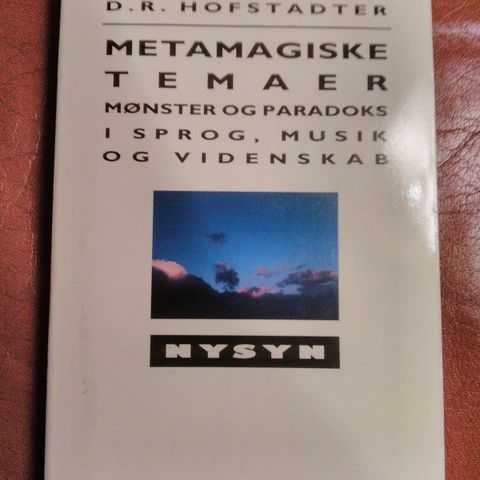 D.R. HOFSTADTER
METAMAGISKE
TEMAER
MØNSTER OG PARADOKS
I SPROG, MUSIK
OG VIDENSKAB
NYSYN